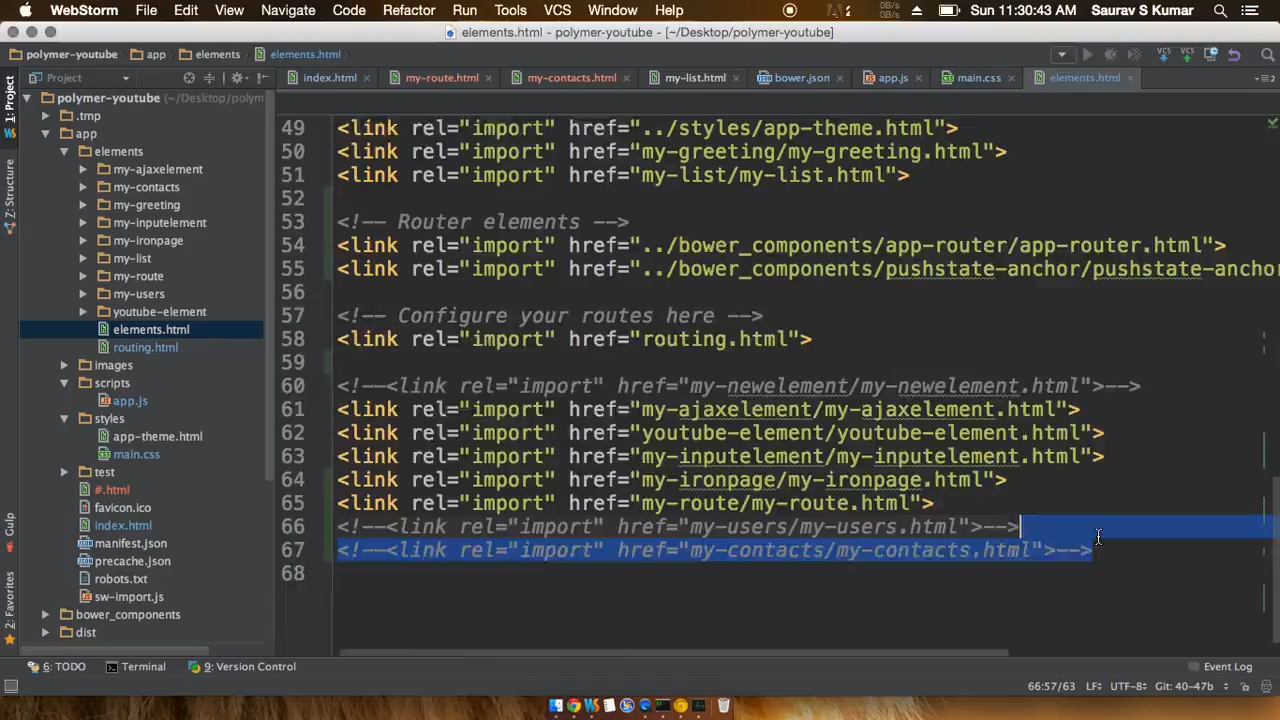 WebStorm File Edit View Navigate Code Refactor Run Tools VCS Window Help 0B/s 0B/s Sun 11:30:43 AM Saurav S Kumar
elements.html - polymer-youtube - [~/Desktop/polymer-youtube]
polymer-youtube app elements elements.html
Project
index.html my-route.html my-contacts.html my-list.html bower.json app.js main.css elements.html
1: Project
Z: Structure
Gulp
2: Favorites
polymer-youtube (~/Desktop/polym
.tmp
app
elements
my-ajaxelement
my-contacts
my-greeting
my-inputelement
my-ironpage
my-list
my-route
my-users
youtube-element
elements.html
routing.html
images
scripts
app.js
styles
app-theme.html
main.css
test
#.html
favicon.ico
index.html
manifest.json
precache.json
robots.txt
sw-import.js
bower_components
dist
49 <link rel="import" href="../styles/app-theme.html">
50 <link rel="import" href="my-greeting/my-greeting.html">
51 <link rel="import" href="my-list/my-list.html">
52
53 <!-- Router elements -->
54 <link rel="import" href="../bower_components/app-router/app-router.html">
55 <link rel="import" href="../bower_components/pushstate-anchor/pushstate-anchor
56
57 <!-- Configure your routes here -->
58 <link rel="import" href="routing.html">
59
60 <!--<link rel="import" href="my-newelement/my-newelement.html">-->
61 <link rel="import" href="my-ajaxelement/my-ajaxelement.html">
62 <link rel="import" href="youtube-element/youtube-element.html">
63 <link rel="import" href="my-inputelement/my-inputelement.html">
64 <link rel="import" href="my-ironpage/my-ironpage.html">
65 <link rel="import" href="my-route/my-route.html">
66 <!--<link rel="import" href="my-users/my-users.html">-->
67 <!--<link rel="import" href="my-contacts/my-contacts.html">-->
68
6: TODO Terminal 9: Version Control Event Log
66:57/63 LF UTF-8 Git: 40-47b